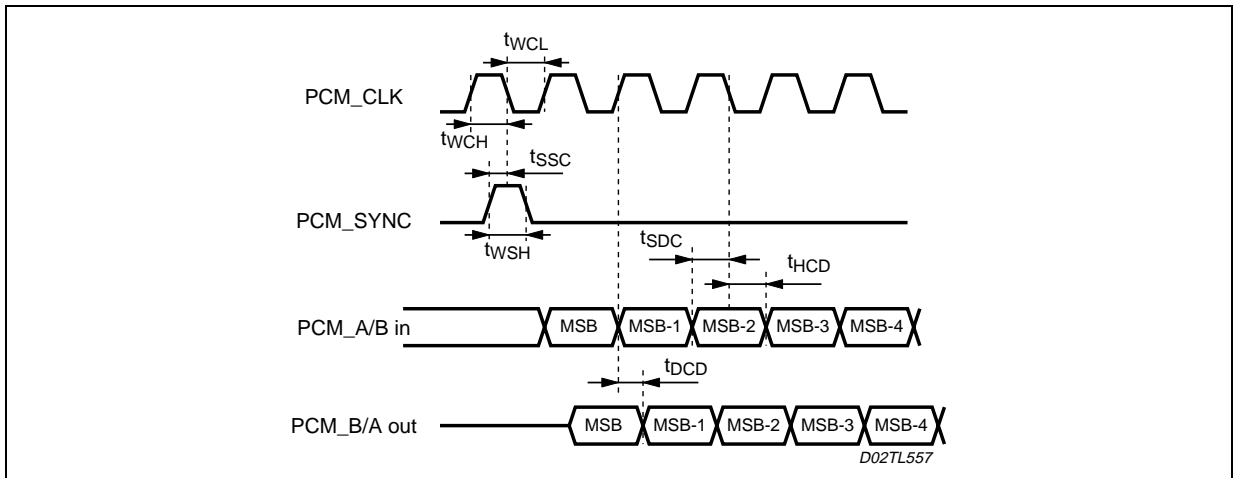 tWCL
PCM_CLK
tWCH
tSSC
PCM_SYNC
tWSH
tSDC
tHCD
PCM_A/B in
MSB MSB-1 MSB-2 MSB-3 MSB-4
tDCD
PCM_B/A out
MSB MSB-1 MSB-2 MSB-3 MSB-4
D02TL557